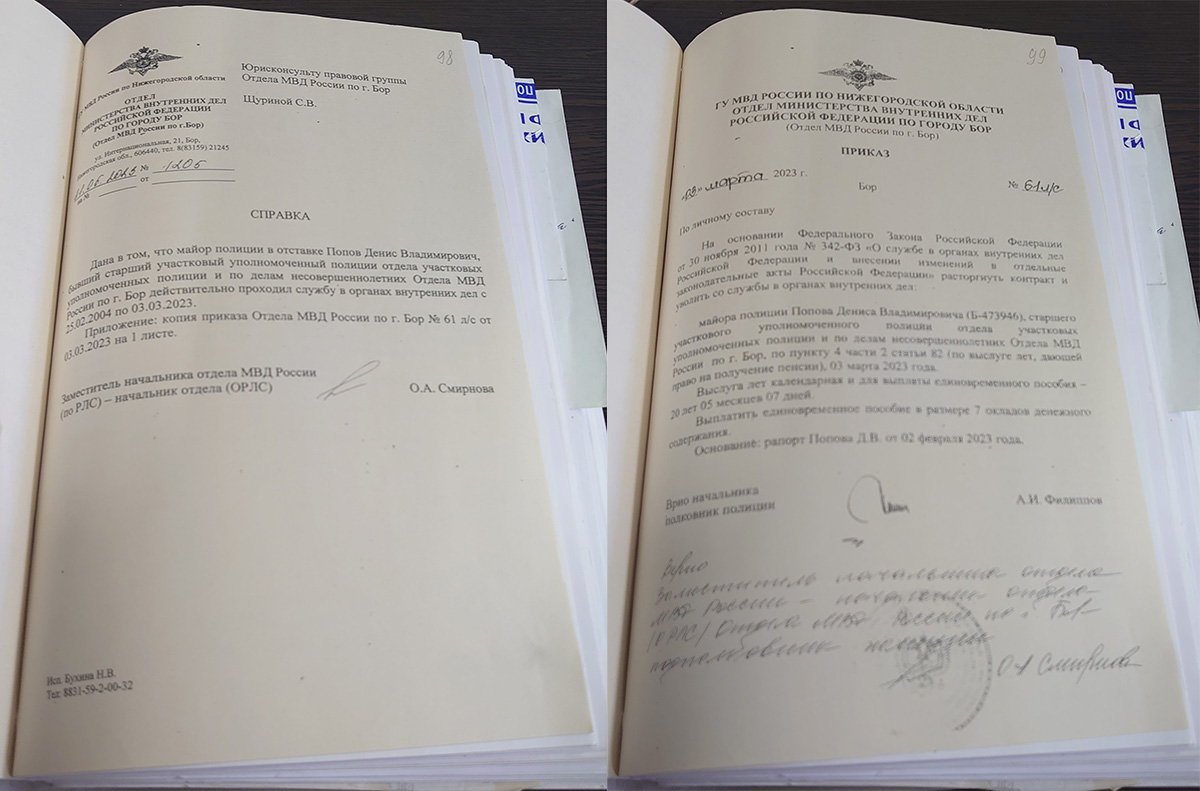 98
ГУ МВД России по Нижегородской области
ОТДЕЛ
МИНИСТЕРСТВА ВНУТРЕННИХ ДЕЛ
РОССИЙСКОЙ ФЕДЕРАЦИИ
ПО ГОРОДУ БОР
(Отдел МВД России по г.Бор)
ул. Интернациональная, 21, Бор,
Нижегородская обл., 606440, тел. 8(83159) 21245
2023 № 1206
на № от
Юрисконсульту правовой группы
Отдела МВД России по г. Бор
Щуриной С.В.
СПРАВКА
Дана в том, что майор полиции в отставке Попов Денис Владимирович,
бывший старший участковый уполномоченный полиции отдела участковых
уполномоченных полиции и по делам несовершеннолетних Отдела МВД
России по г. Бор действительно проходил службу в органах внутренних дел с
25.02.2004 по 03.03.2023.
Приложение: копия приказа Отдела МВД России по г. Бор № 61 л/с от
03.03.2023 на 1 листе.
Заместитель начальника отдела МВД России
(по РЛС) – начальник отдела (ОРЛС) О.А. Смирнова
Исп. Бухина Н.В.
Тел: 8831-59-2-00-32
99
ГУ МВД РОССИИ ПО НИЖЕГОРОДСКОЙ ОБЛАСТИ
ОТДЕЛ МИНИСТЕРСТВА ВНУТРЕННИХ ДЕЛ
РОССИЙСКОЙ ФЕДЕРАЦИИ ПО ГОРОДУ БОР
(Отдел МВД России по г. Бор)
ПРИКАЗ
«03» марта 2023 г.
Бор
№ 61л/с
По личному составу
На основании Федерального Закона Российской Федерации
от 30 ноября 2011 года № 342-ФЗ «О службе в органах внутренних дел
Российской Федерации и внесении изменений в отдельные
законодательные акты Российской Федерации» расторгнуть контракт и
уволить со службы в органах внутренних дел:
майора полиции Попова Дениса Владимировича (Б-473946), старшего
участкового уполномоченного полиции отдела участковых
уполномоченных полиции и по делам несовершеннолетних Отдела МВД
России по г. Бор, по пункту 4 части 2 статьи 82 (по выслуге лет, дающей
право на получение пенсии), 03 марта 2023 года.
Выслуга лет календарная и для выплаты единовременного пособия –
20 лет 05 месяцев 07 дней.
Выплатить единовременное пособие в размере 7 окладов денежного
содержания.
Основание: рапорт Попова Д.В. от 02 февраля 2023 года.
Врио начальника
полковник полиции А.И. Филиппов
Верно
Заместитель начальника отдела
МВД России – начальник отдела
(ОРЛС) Отдела МВД России по г. Бор
подполковник полиции
О.А Смирнова